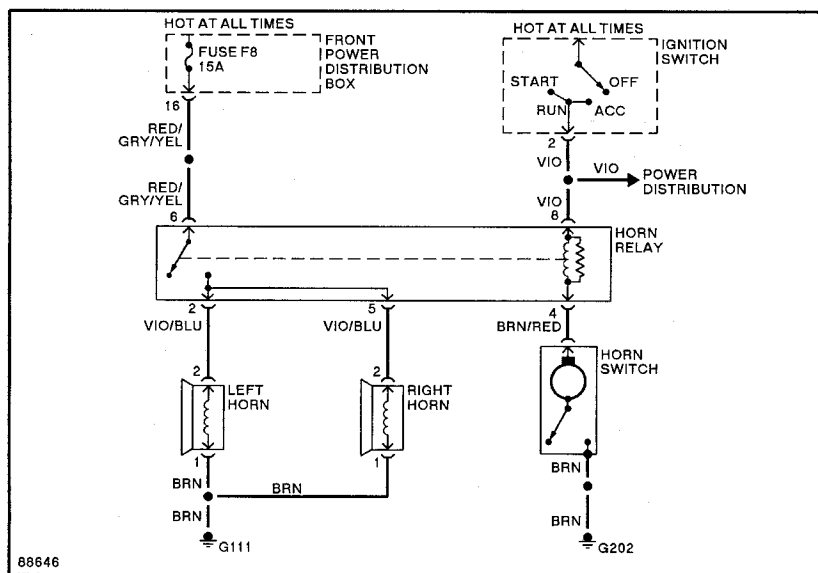 HOT AT ALL TIMES
FUSE F8
15A
FRONT
POWER
DISTRIBUTION
BOX
16
RED/
GRY/YEL
RED/
GRY/YEL
6
HOT AT ALL TIMES
IGNITION
SWITCH
START
OFF
RUN
ACC
2
VIO
VIO
POWER
DISTRIBUTION
VIO
8
HORN
RELAY
2
5
4
VIO/BLU
VIO/BLU
BRN/RED
2
LEFT
HORN
1
2
RIGHT
HORN
1
HORN
SWITCH
BRN
BRN
BRN
G111
BRN
BRN
G202
88646